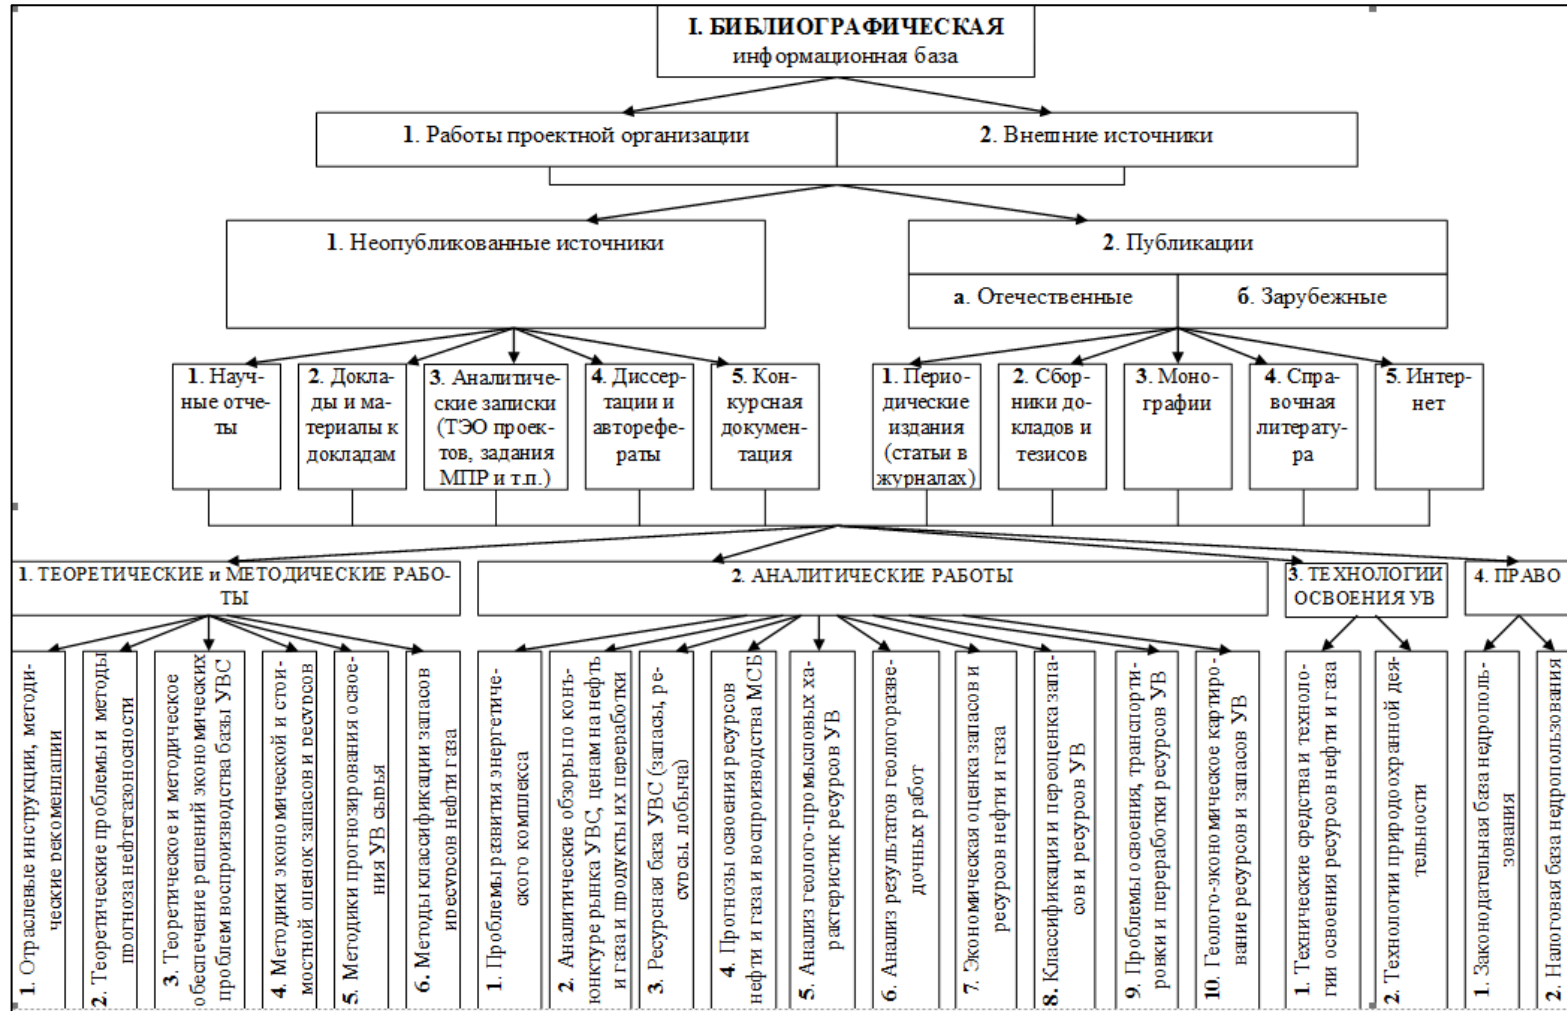 I. БИБЛИОГРАФИЧЕСКАЯ
информационная база
1. Работы проектной организации
2. Внешние источники
1. Неопубликованные источники
2. Публикации
а. Отечественные
б. Зарубежные
1. Науч-
ные отче-
ты
2. Докла-
ды и ма-
териалы к
докладам
3. Аналитиче-
ские записки
(ТЭО проек-
тов, задания
МПР и т.п.)
4. Диссер-
тации и
авторефе-
раты
5. Кон-
курсная
докумен-
тация
1. Перио-
дические
издания
(статьи в
журналах)
2. Сбор-
ники до-
кладов и
тезисов
3. Моно-
графии
4. Спра-
вочная
литерату-
ра
5. Интер-
нет
1. ТЕОРЕТИЧЕСКИЕ и МЕТОДИЧЕСКИЕ РАБО-
ТЫ
2. АНАЛИТИЧЕСКИЕ РАБОТЫ
3. ТЕХНОЛОГИИ
ОСВОЕНИЯ УВ
4. ПРАВО
1. Отраслевые инструкции, методи-
ческие рекомендации
2. Теоретические проблемы и методы
прогноза нефтегазоносности
3. Теоретическое и методическое
обеспечение решений экономических
проблем воспроизводства базы УВС
4. Методики экономической и стои-
мостной оценок запасов и ресурсов
5. Методики прогнозирования освое-
ния УВ сырья
6. Методы классификации запасов
и ресурсов нефти газа
1. Проблемы развития энергетиче-
ского комплекса
2. Аналитические обзоры по конъ-
юнктуре рынка УВС, ценам на нефть
и газа и продукты их переработки
3. Ресурсная база УВС (запасы, ре-
сурсы, добыча)
4. Прогнозы освоения ресурсов
нефти и газа и воспроизводства МСБ
5. Анализ геолого-промысловых ха-
рактеристик ресурсов УВ
6. Анализ результатов геологоразве-
дочных работ
7. Экономическая оценка запасов и
ресурсов нефти и газа
8. Классификация и переоценка запа-
сов и ресурсов УВ
9. Проблемы освоения, транспорти-
ровки и переработки ресурсов УВ
10. Геолого-экономическое картиро-
вание ресурсов и запасов УВ
1. Технические средства и техноло-
гии освоения ресурсов нефти и газа
2. Технологии природоохранной дея-
тельности
1. Законодательная база недрополь-
зования
2. Налоговая база недропользования